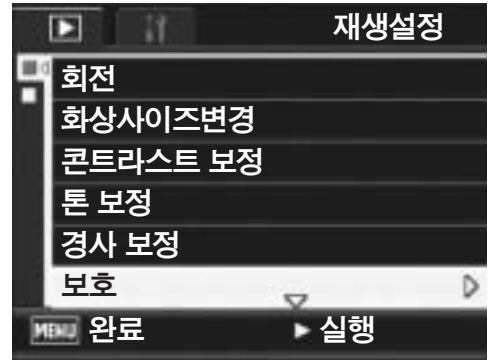 재생설정
회전
화상사이즈변경
콘트라스트 보정
톤 보정
경사 보정
보호
MENU 완료 ▶ 실행